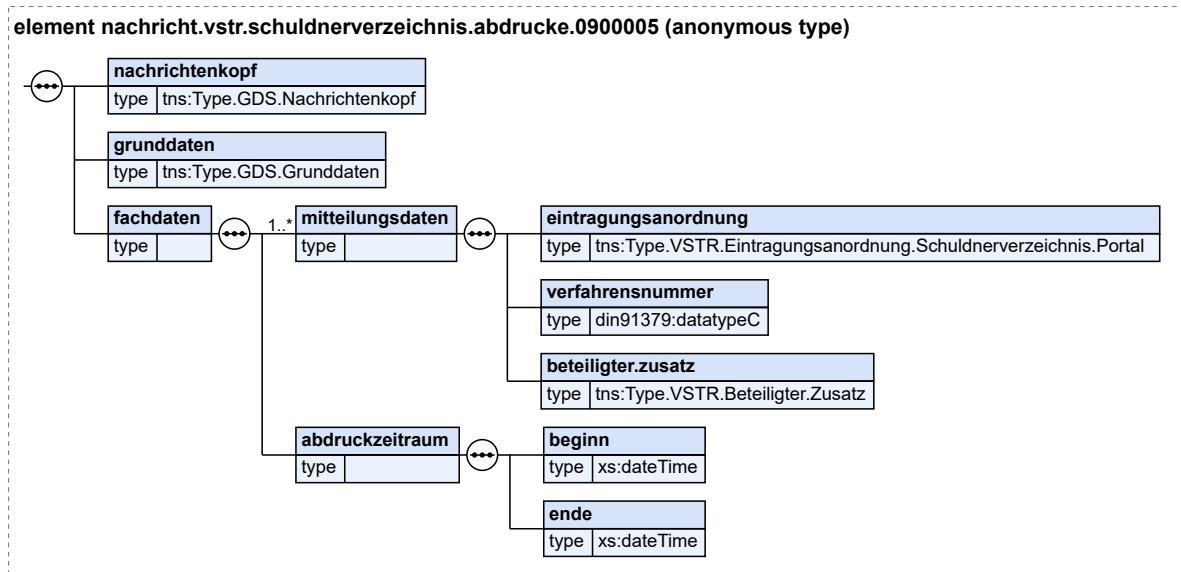 element nachricht.vstr.schuldnerverzeichnis.abdrucke.0900005 (anonymous type)
nachrichtenkopf
type tns:Type.GDS.Nachrichtenkopf
grunddaten
type tns:Type.GDS.Grunddaten
fachdaten
type
1..*
mitteilungsdaten
type
eintragungsanordnung
type tns:Type.VSTR.Eintragungsanordnung.Schuldnerverzeichnis.Portal
verfahrensnummer
type din91379:datatypeC
beteiligter.zusatz
type tns:Type.VSTR.Beteiligter.Zusatz
abdruckzeitraum
type
beginn
type xs:dateTime
ende
type xs:dateTime